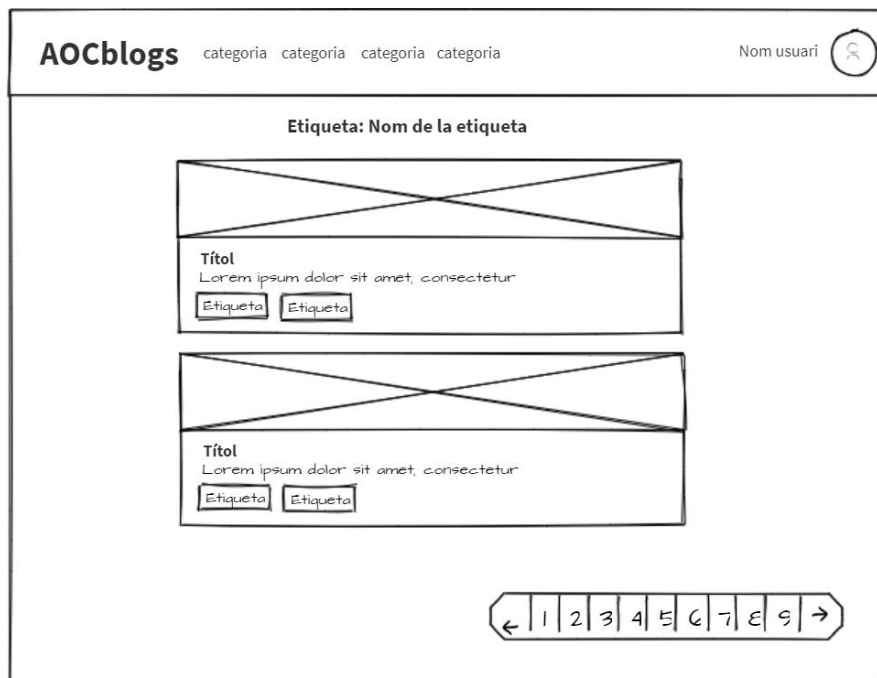 AOCblogs categoria categoria categoria categoria Nom usuari
Etiqueta: Nom de la etiqueta
Títol
Lorem ipsum dolor sit amet, consectetur
Etiqueta Etiqueta
Títol
Lorem ipsum dolor sit amet, consectetur
Etiqueta Etiqueta
← 1 2 3 4 5 6 7 8 9 →